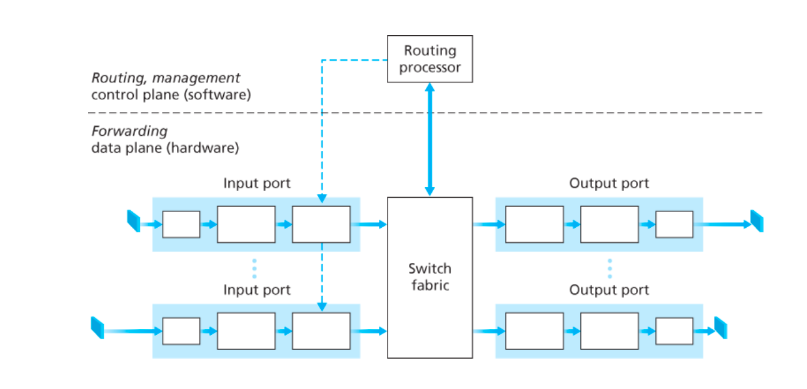 Routing
processor
Routing, management
control plane (software)
Forwarding
data plane (hardware)
Input port
Output port
Switch
fabric
Input port
Output port